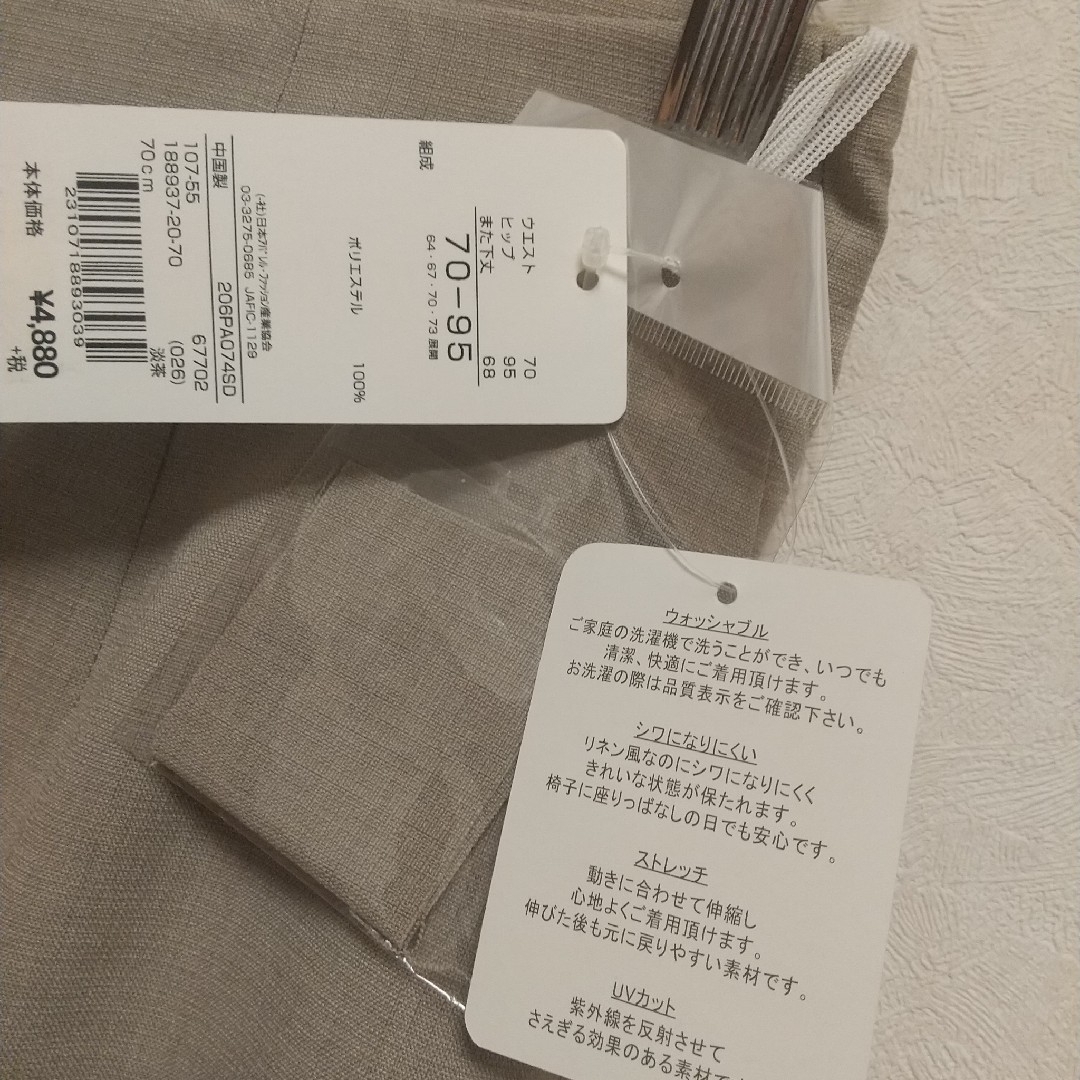 組成
ポリエステル 100%
ウエスト 70
ヒップ 95
また下丈 68
70-95
64・67・70・73 展開
(-社)日本ｱﾊﾟﾚﾙ・ﾌｧｯｼｮﾝ産業協会
03-3275-0685 JAFIC-1129
206PA074SD
中国製
107-55 67702
188937-20-70 (026)
70cm 淡茶
2310718893039
本体価格 ¥4,880
+税
ウォッシャブル
ご家庭の洗濯機で洗うことができ、いつでも
清潔、快適にご着用頂けます。
お洗濯の際は品質表示をご確認下さい。
シワになりにくい
リネン風なのにシワになりにくく
きれいな状態が保たれます。
椅子に座りっぱなしの日でも安心です。
ストレッチ
動きに合わせて伸縮し
心地よくご着用頂けます。
伸びた後も元に戻りやすい素材です。
UVカット
紫外線を反射させて
さえぎる効果のある素材で